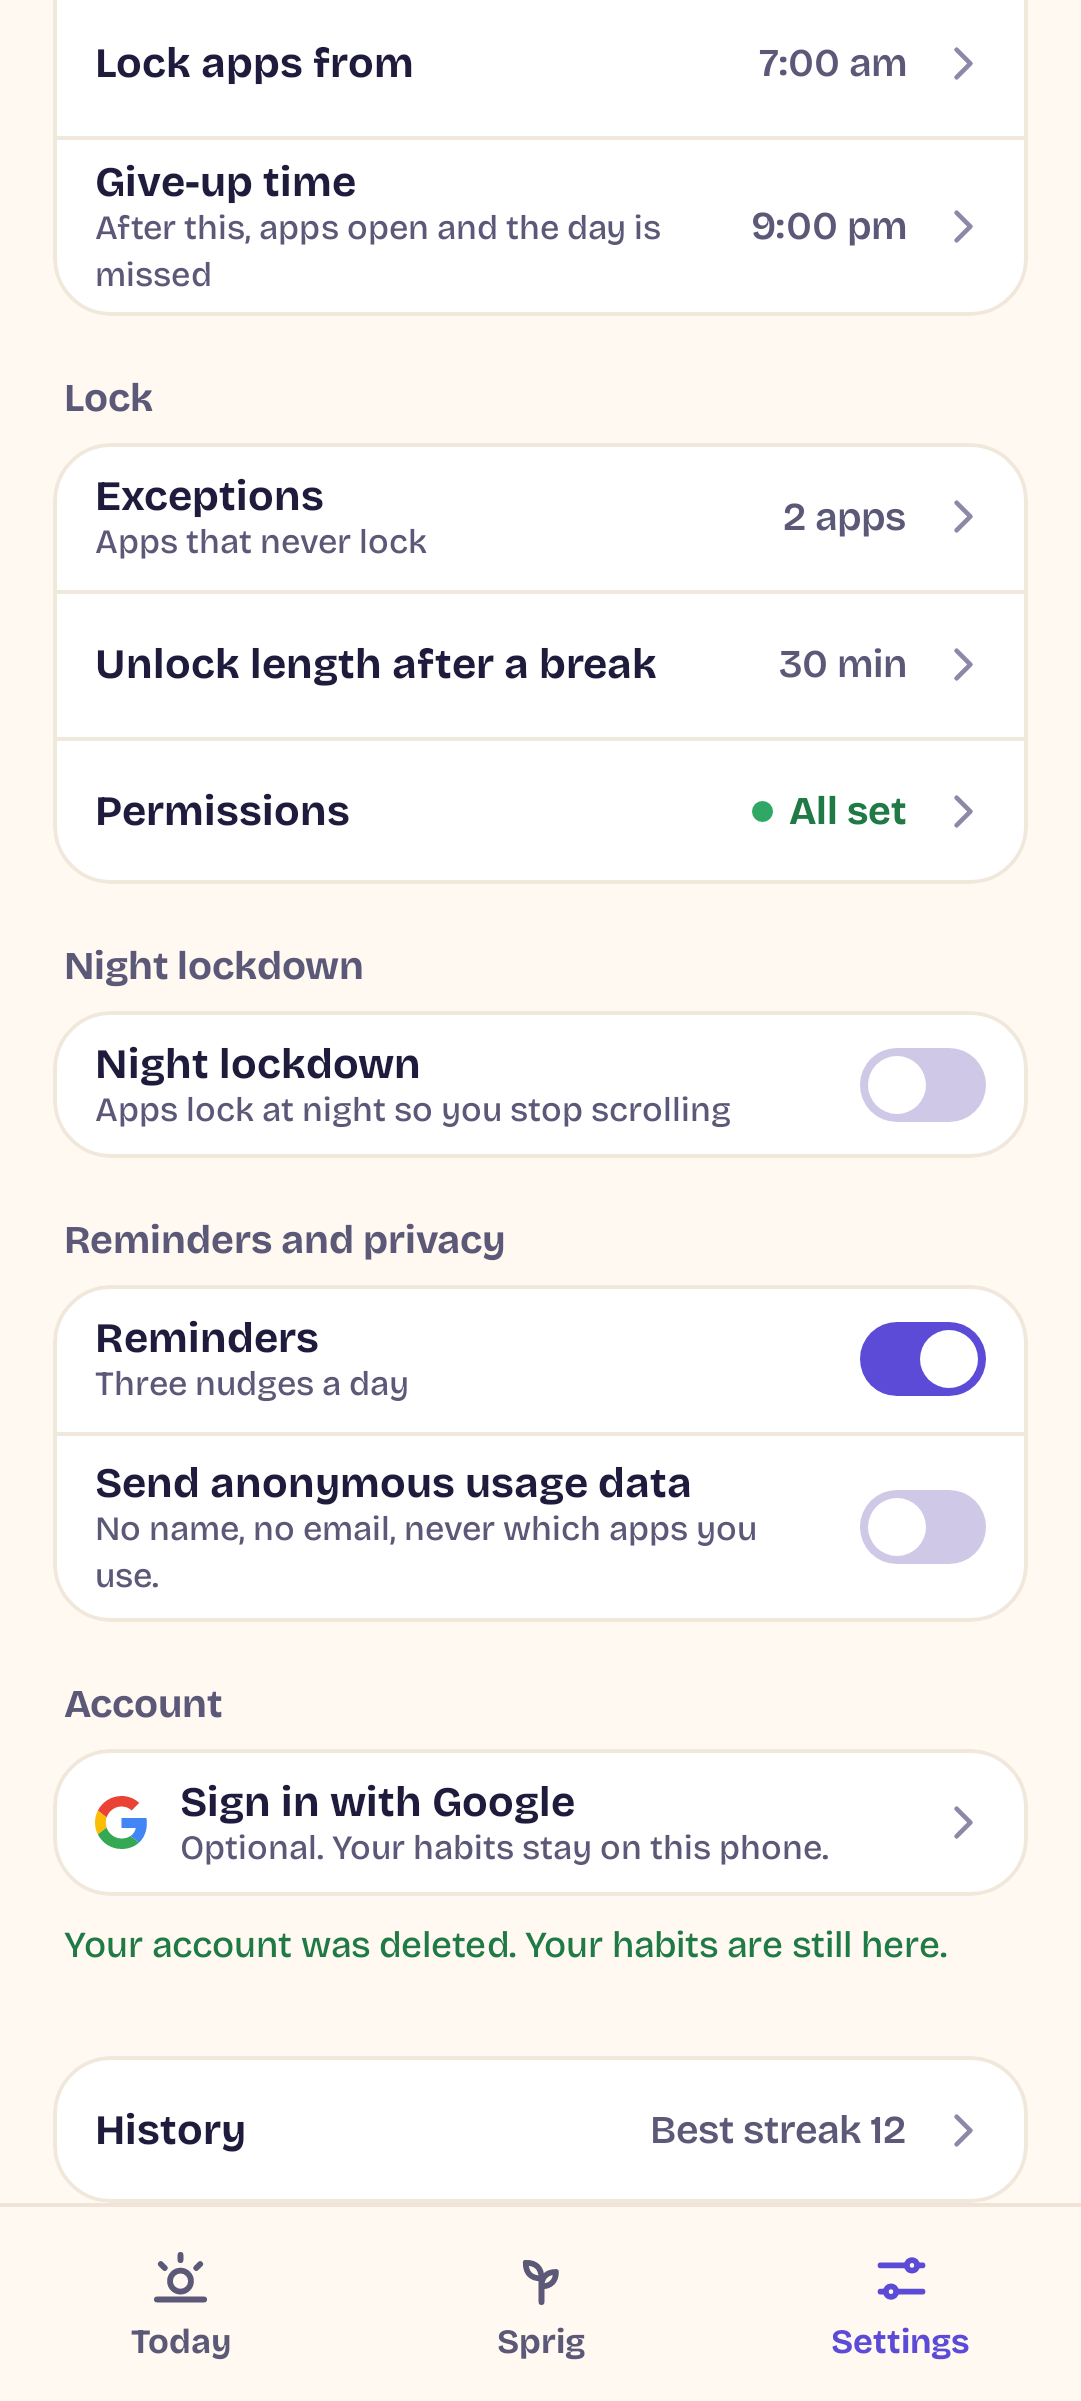 Lock apps from
7:00 am
Give-up time
After this, apps open and the day is
missed
9:00 pm
Lock
Exceptions
Apps that never lock
2 apps
Unlock length after a break
30 min
Permissions
All set
Night lockdown
Night lockdown
Apps lock at night so you stop scrolling
Reminders and privacy
Reminders
Three nudges a day
Send anonymous usage data
No name, no email, never which apps you
use.
Account
Sign in with Google
Optional. Your habits stay on this phone.
Your account was deleted. Your habits are still here.
History
Best streak 12
Today
Sprig
Settings